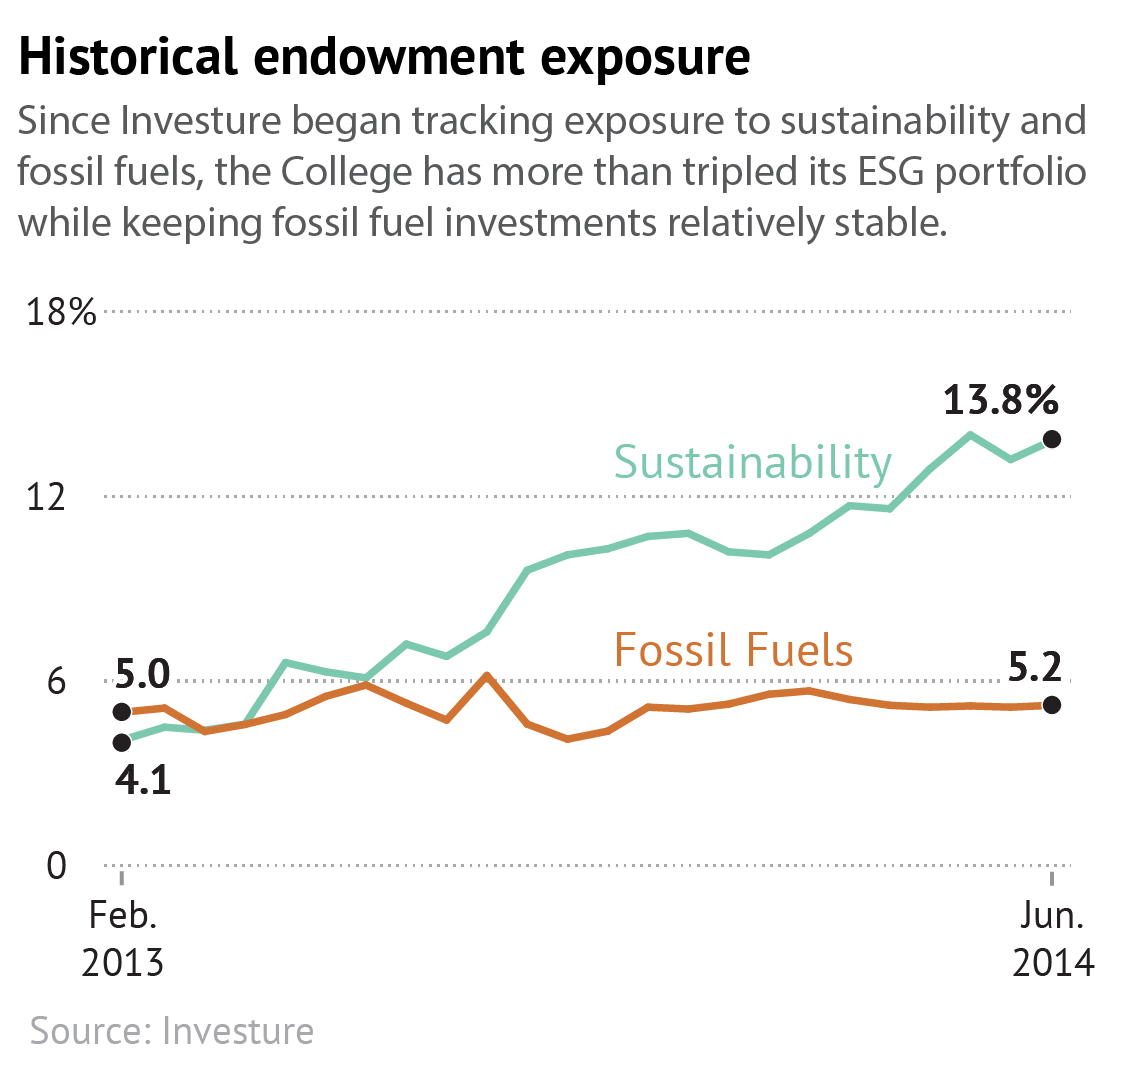 Historical endowment exposure
Since Investure began tracking exposure to sustainability and
fossil fuels, the College has more than tripled its ESG portfolio
while keeping fossil fuel investments relatively stable.
18%
13.8%
Sustainability
12
Fossil Fuels
5.2
6
5.0
4.1
0
Feb.
2013
Jun.
2014
Source: Investure